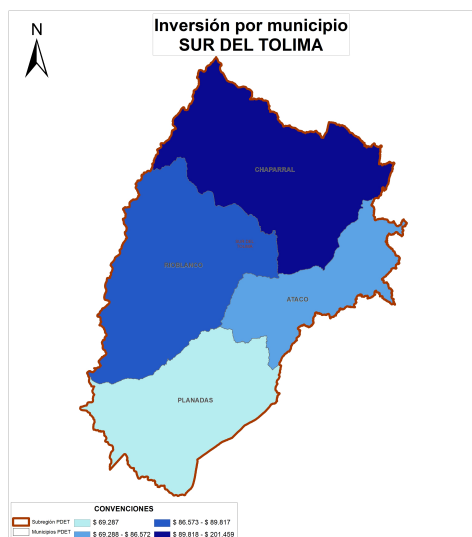 Inversión por municipio
SUR DEL TOLIMA
N
CHAPARRAL
RIOBLANCO
ATACO
PLANADAS
CONVENCIONES
Subregión PDET
$ 69.287
$ 86.573 - $ 89.817
Municipios PDET
$ 69.288 - $ 86.572
$ 89.818 - $ 201.459